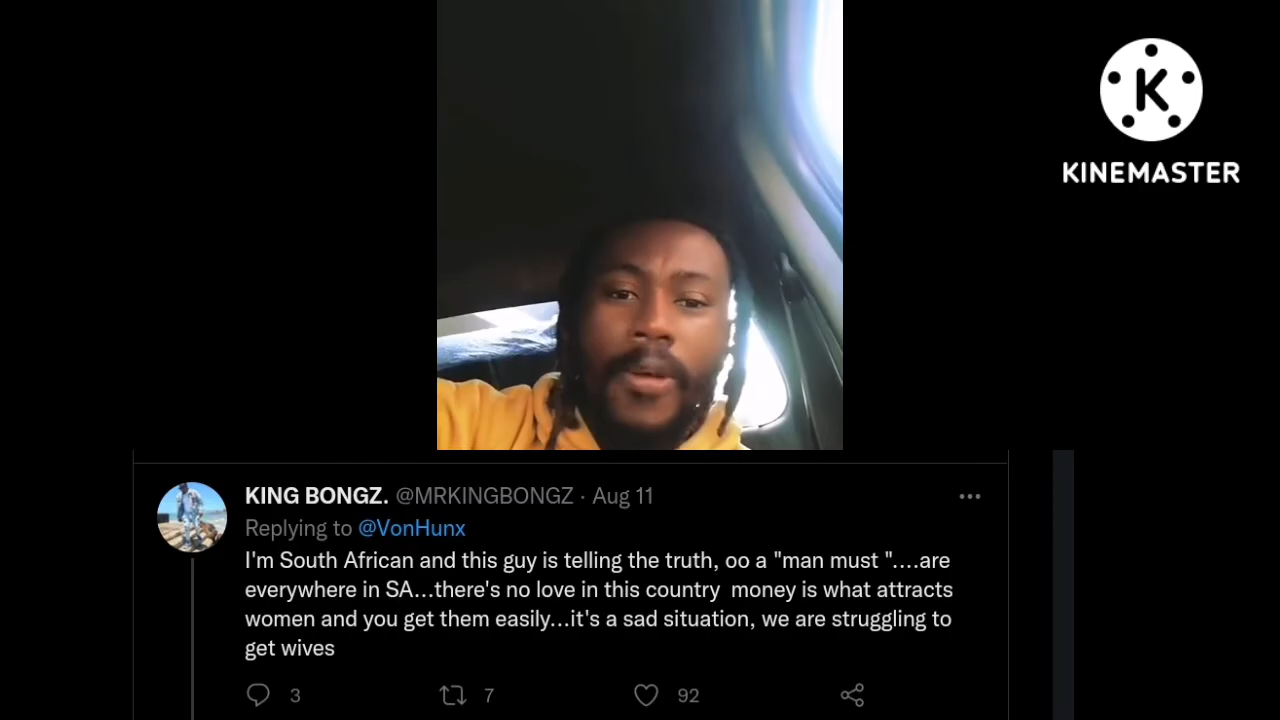 K
KINEMASTER
KING BONGZ. @MRKINGBONGZ · Aug 11
Replying to @VonHunx
I'm South African and this guy is telling the truth, oo a "man must "....are
everywhere in SA...there's no love in this country  money is what attracts
women and you get them easily...it's a sad situation, we are struggling to
get wives
3 7 92